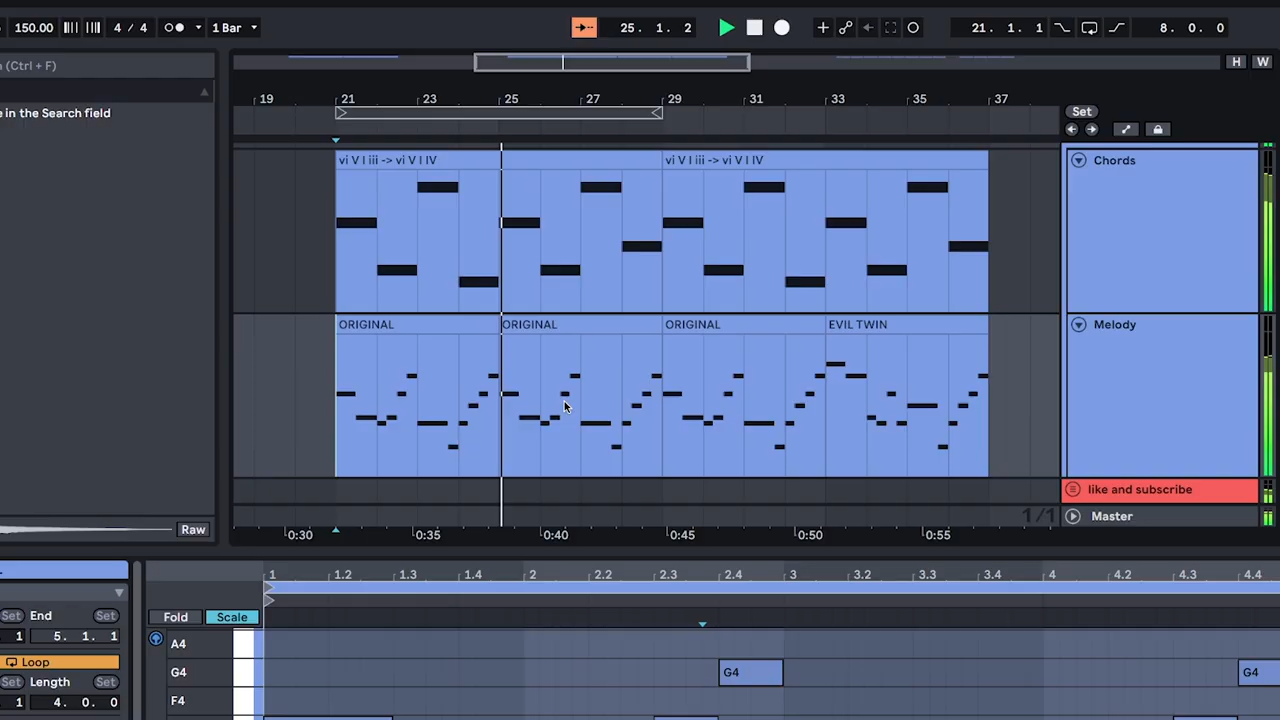 150.00 4 / 4 1 Bar 25. 1. 2 21. 1. 1 8. 0. 0
(Ctrl + F) H W
19 21 23 25 27 29 31 33 35 37
e in the Search field Set
vi V I iii -> vi V I IV vi V I iii -> vi V I IV Chords
ORIGINAL ORIGINAL ORIGINAL EVIL TWIN Melody
like and subscribe
1/1 Master
Raw 0:30 0:35 0:40 0:45 0:50 0:55
1 1.2 1.3 1.4 2 2.2 2.3 2.4 3 3.2 3.3 3.4 4 4.2 4.3 4.4
Set End Set Fold Scale
1 5. 1. 1 A4
Loop G4 G4 G4
Set Length Set
1 4. 0. 0 F4